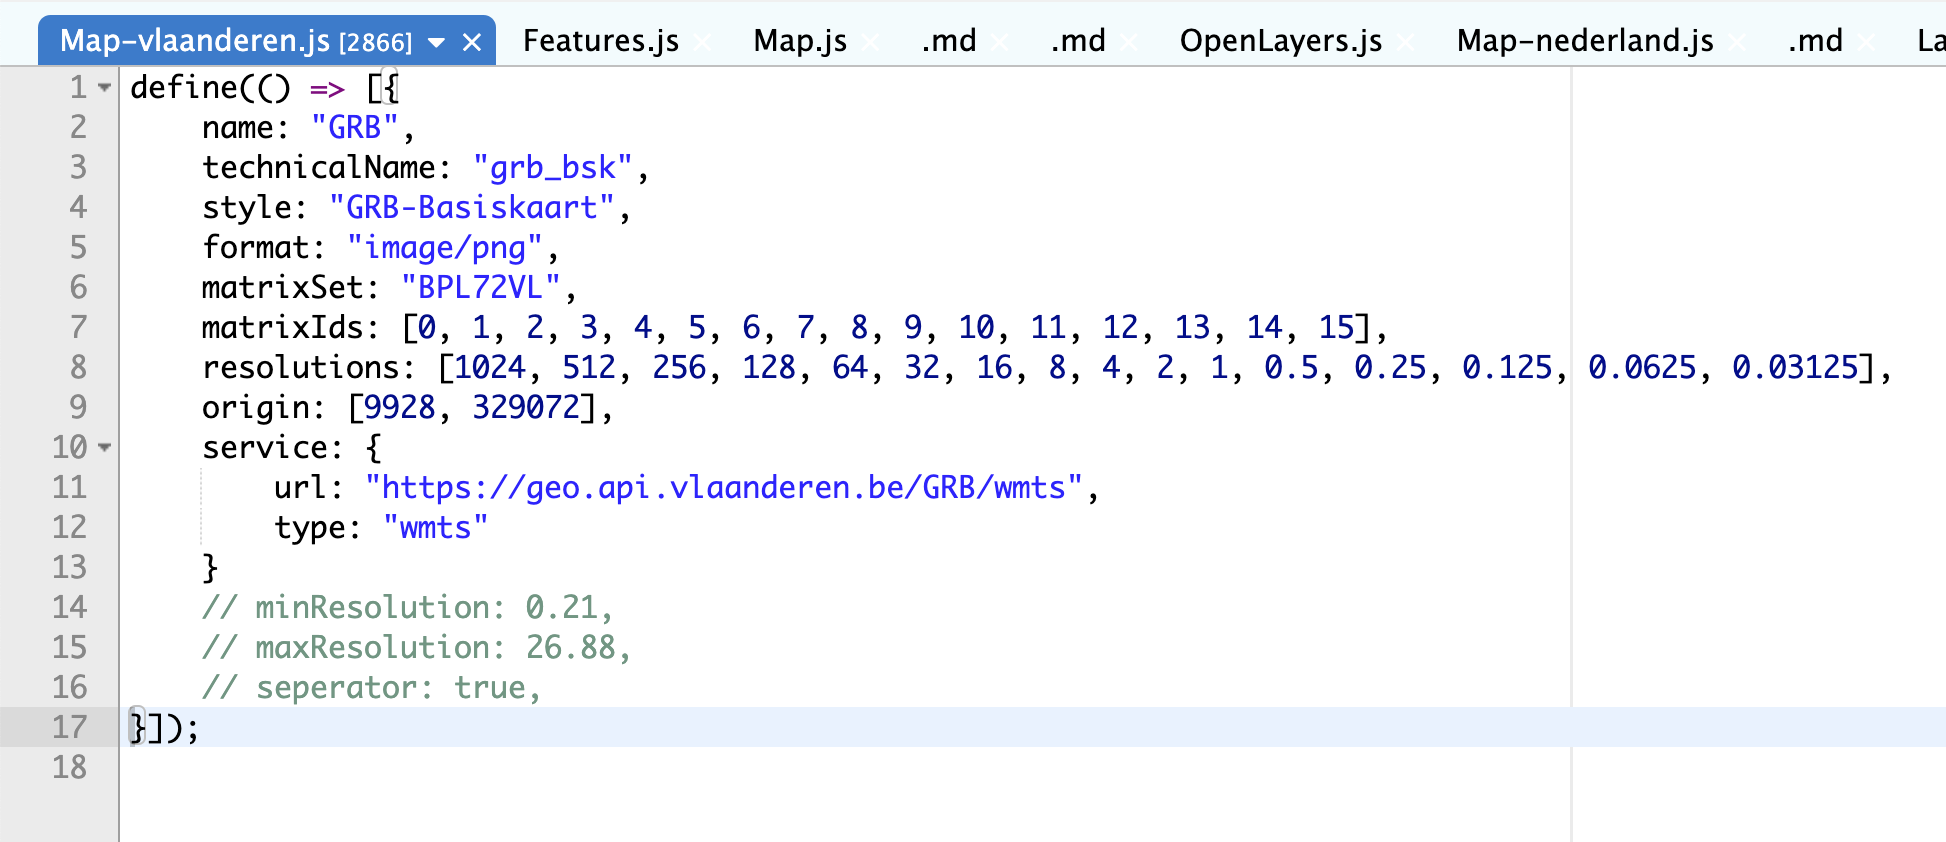 Map-vlaanderen.js [2866] Features.js Map.js .md .md OpenLayers.js Map-nederland.js .md La
1 define(() => [{
2 name: "GRB",
3 technicalName: "grb_bsk",
4 style: "GRB-Basiskaart",
5 format: "image/png",
6 matrixSet: "BPL72VL",
7 matrixIds: [0, 1, 2, 3, 4, 5, 6, 7, 8, 9, 10, 11, 12, 13, 14, 15],
8 resolutions: [1024, 512, 256, 128, 64, 32, 16, 8, 4, 2, 1, 0.5, 0.25, 0.125, 0.0625, 0.03125],
9 origin: [9928, 329072],
10 service: {
11 url: "https://geo.api.vlaanderen.be/GRB/wmts",
12 type: "wmts"
13 }
14 // minResolution: 0.21,
15 // maxResolution: 26.88,
16 // seperator: true,
17 }]);
18